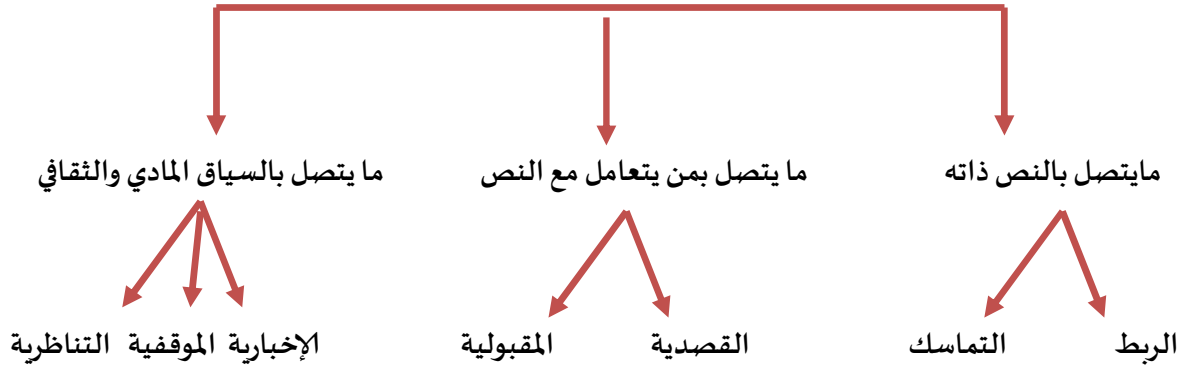 مايتصل بالنص ذاته ما يتصل بمن يتعامل مع النص ما يتصل بالسياق المادي والثقافي
الربط التماسك القصدية المقبولية الإخبارية الموقفية التناظرية